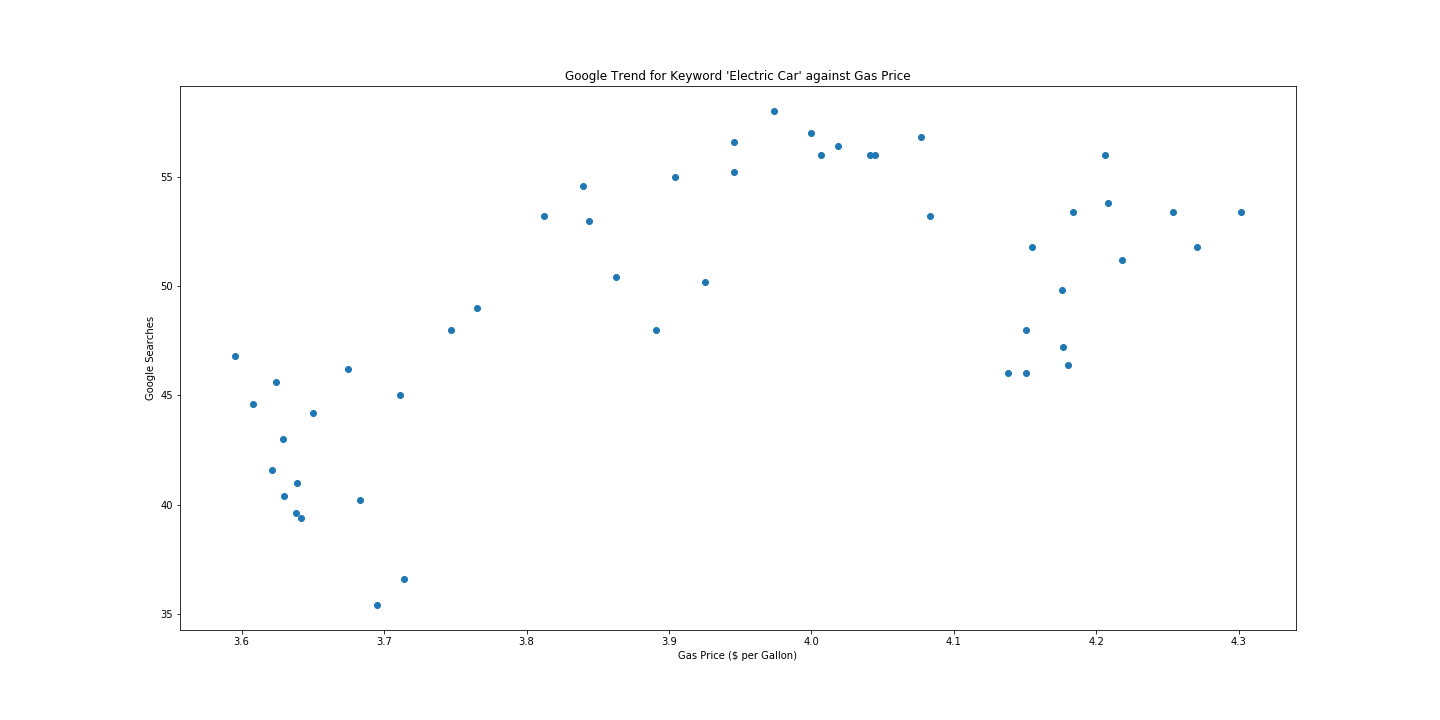 Google Trend for Keyword 'Electric Car' against Gas Price
Google Searches
55
50
45
40
35
3.6 3.7 3.8 3.9 4.0 4.1 4.2 4.3
Gas Price ($ per Gallon)